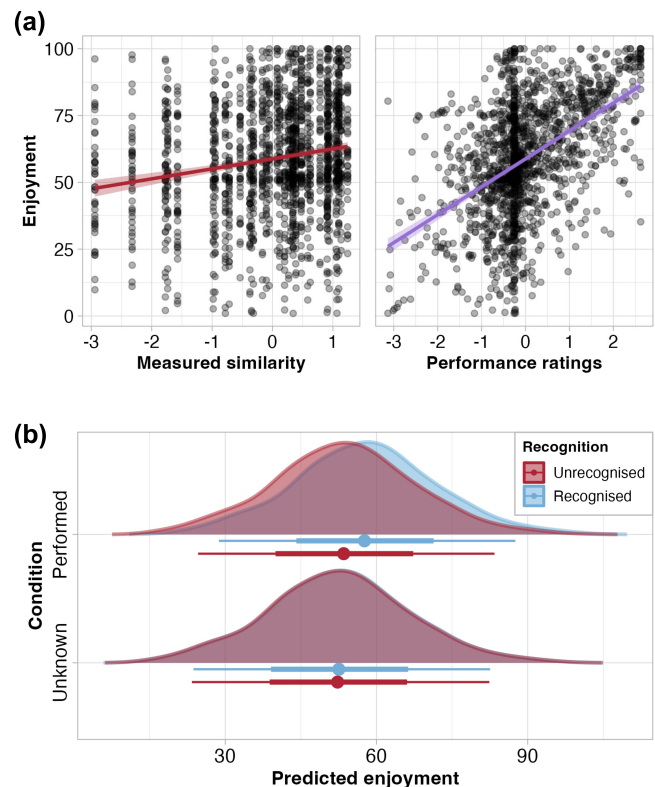 (a)
Enjoyment
100
75
50
25
0
-3 -2 -1 0 1
Measured similarity
-3 -2 -1 0 1 2
Performance ratings
(b)
Condition
Performed
Unknown
Recognition
Unrecognised
Recognised
30 60 90
Predicted enjoyment